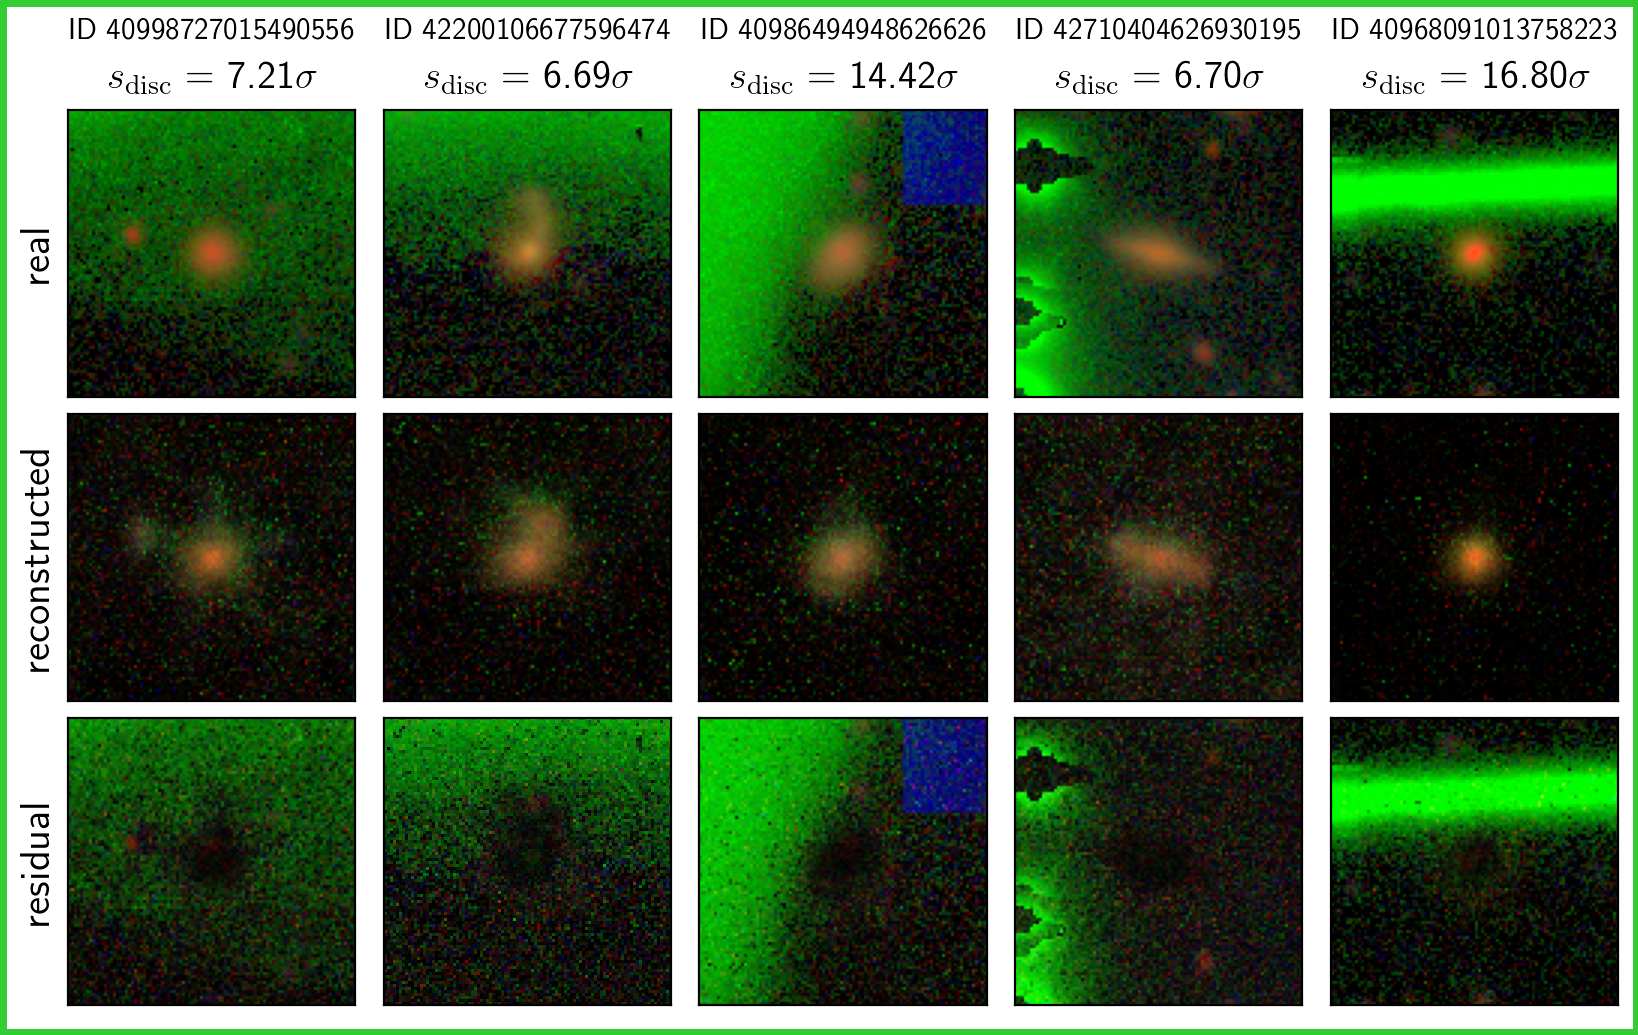 ID 40998727015490556 ID 42200106677596474 ID 40986494948626626 ID 42710404626930195 ID 40968091013758223
s_disc = 7.21σ s_disc = 6.69σ s_disc = 14.42σ s_disc = 6.70σ s_disc = 16.80σ
real
reconstructed
residual